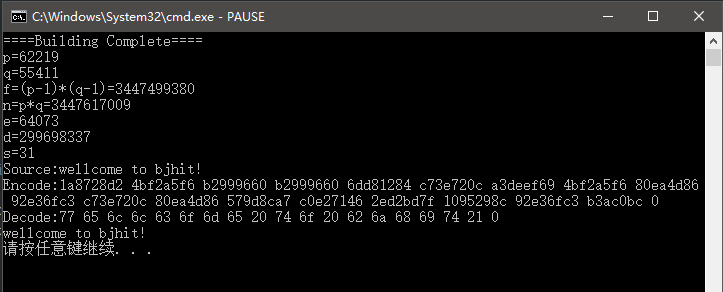 C:\Windows\System32\cmd.exe - PAUSE
====Building Complete====
p=62219
q=55411
f=(p-1)*(q-1)=3447499380
n=p*q=3447617009
e=64073
d=299698337
s=31
Source:wellcome to bjhit!
Encode:1a8728d2 4bf2a5f6 b2999660 b2999660 6dd81284 c73e720c a3deef69 4bf2a5f6 80ea4d86
92e36fc3 c73e720c 80ea4d86 579d8ca7 c0e27146 2ed2bd7f 1095298c 92e36fc3 b3ac0bc 0
Decode:77 65 6c 6c 63 6f 6d 65 20 74 6f 20 62 6a 68 69 74 21 0
wellcome to bjhit!
请按任意键继续. . .